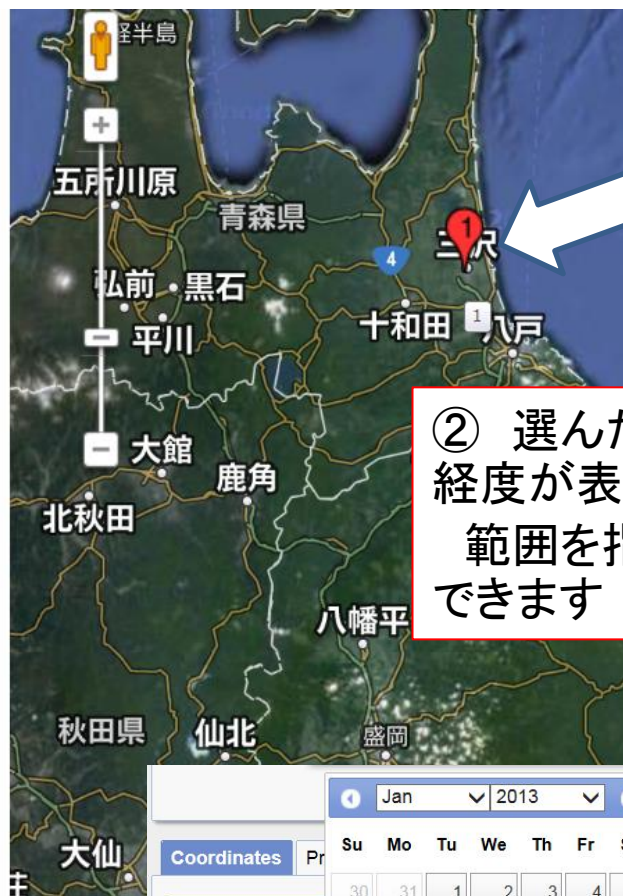 軽半島
五所川原
青森県
4
1
三沢
弘前
黒石
平川
十和田
1
八戸
大館
鹿角
北秋田
② 選んだ
経度が表
範囲を指
できます
八幡平
秋田県
仙北
盛岡
大仙
Jan 2013
Coordinates Pr
Su Mo Tu We Th Fr S
30 31 1 2 3 4